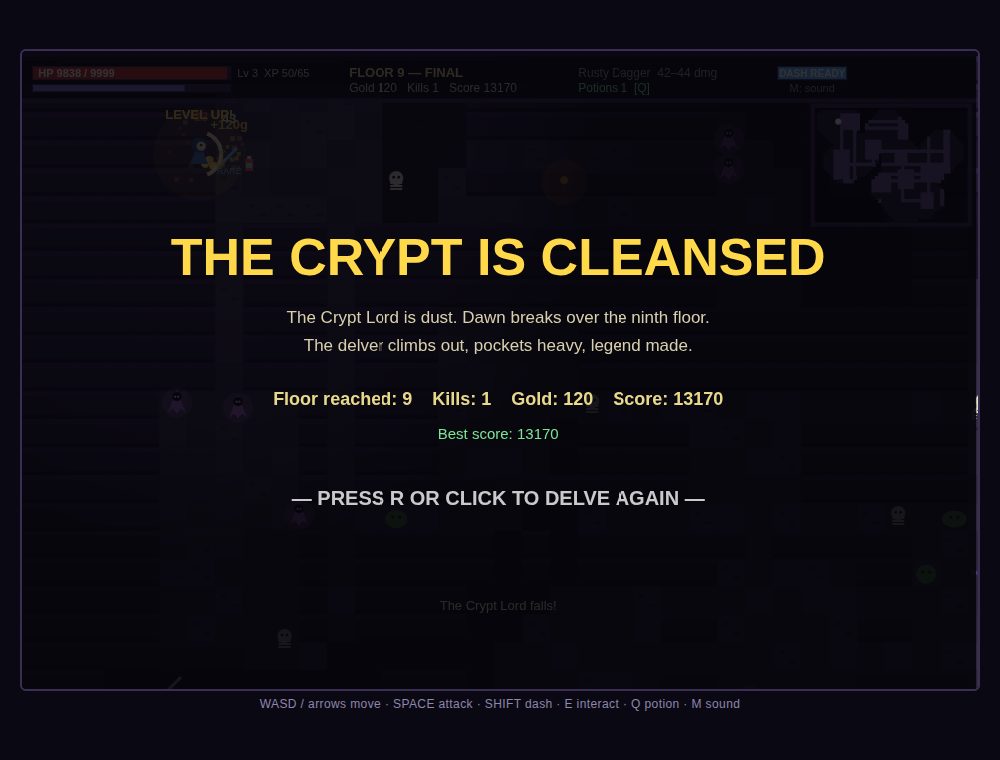 HP 9838 / 9999
Lv 3 XP 50/65
FLOOR 9 — FINAL
Gold 120 Kills 1 Score 13170
Rusty Dagger 42–44 dmg
Potions 1 [Q]
DASH READY
M: sound
LEVEL UP!
+120g
THE CRYPT IS CLEANSED
The Crypt Lord is dust. Dawn breaks over the ninth floor.
The delver climbs out, pockets heavy, legend made.
Floor reached: 9 Kills: 1 Gold: 120 Score: 13170
Best score: 13170
— PRESS R OR CLICK TO DELVE AGAIN —
The Crypt Lord falls!
WASD / arrows move · SPACE attack · SHIFT dash · E interact · Q potion · M sound